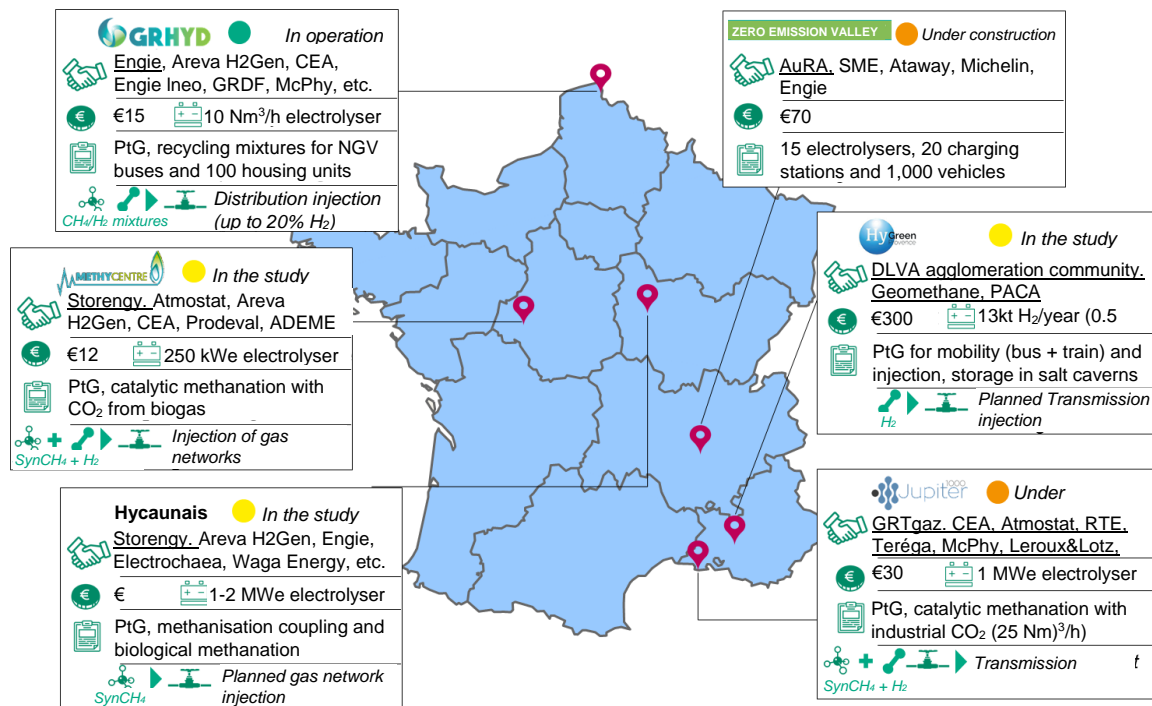 GRHYD
In operation
Engie, Areva H2Gen, CEA,
Engie Ineo, GRDF, McPhy, etc.
€
€15
+ -
10 Nm³/h electrolyser
PtG, recycling mixtures for NGV
buses and 100 housing units
CH₄/H₂ mixtures
Distribution injection
(up to 20% H₂)
ZERO EMISSION VALLEY
Under construction
AuRA, SME, Ataway, Michelin,
Engie
€
€70
15 electrolysers, 20 charging
stations and 1,000 vehicles
METHYCENTRE
In the study
Storengy. Atmostat, Areva
H2Gen, CEA, Prodeval, ADEME
€
€12
+ -
250 kWe electrolyser
PtG, catalytic methanation with
CO₂ from biogas
+
SynCH₄ + H₂
Injection of gas
networks
HyGreen
Provence
In the study
DLVA agglomeration community.
Geomethane, PACA
€
€300
+ -
13kt H₂/year (0.5
PtG for mobility (bus + train) and
injection, storage in salt caverns
H₂
Planned Transmission
injection
Hycaunais
In the study
Storengy. Areva H2Gen, Engie,
Electrochaea, Waga Energy, etc.
€
€
+ -
1-2 MWe electrolyser
PtG, methanisation coupling and
biological methanation
SynCH₄
Planned gas network
injection
Jupiter 1000
Under
GRTgaz. CEA, Atmostat, RTE,
Teréga, McPhy, Leroux&Lotz,
€
€30
+ -
1 MWe electrolyser
PtG, catalytic methanation with
industrial CO₂ (25 Nm)³/h)
+
SynCH₄ + H₂
Transmission
t